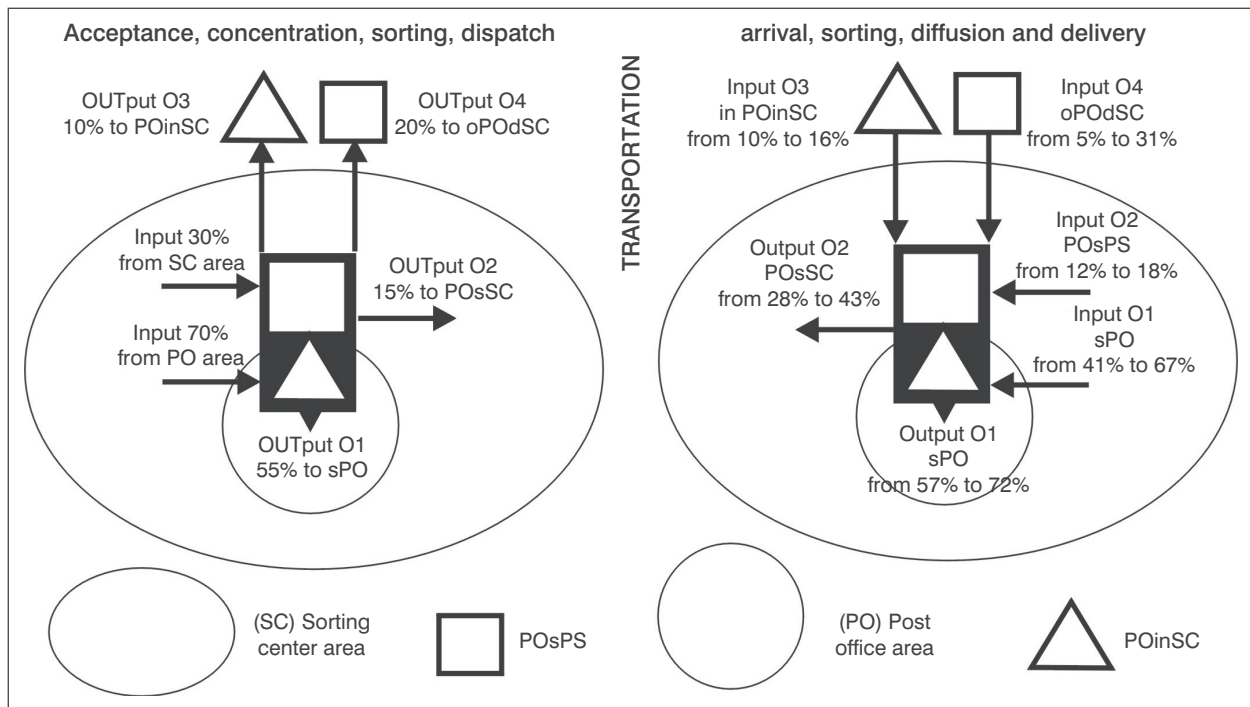 Acceptance, concentration, sorting, dispatch
OUTput O3
10% to POinSC
OUTput O4
20% to oPOdSC
Input 30%
from SC area
OUTput O2
15% to POsSC
Input 70%
from PO area
OUTput O1
55% to sPO
TRANSPORTATION
arrival, sorting, diffusion and delivery
Input O3
in POinSC
from 10% to 16%
Input O4
oPOdSC
from 5% to 31%
Output O2
POsSC
from 28% to 43%
Input O2
POsPS
from 12% to 18%
Input O1
sPO
from 41% to 67%
Output O1
sPO
from 57% to 72%
(SC) Sorting
center area
POsPS
(PO) Post
office area
POinSC